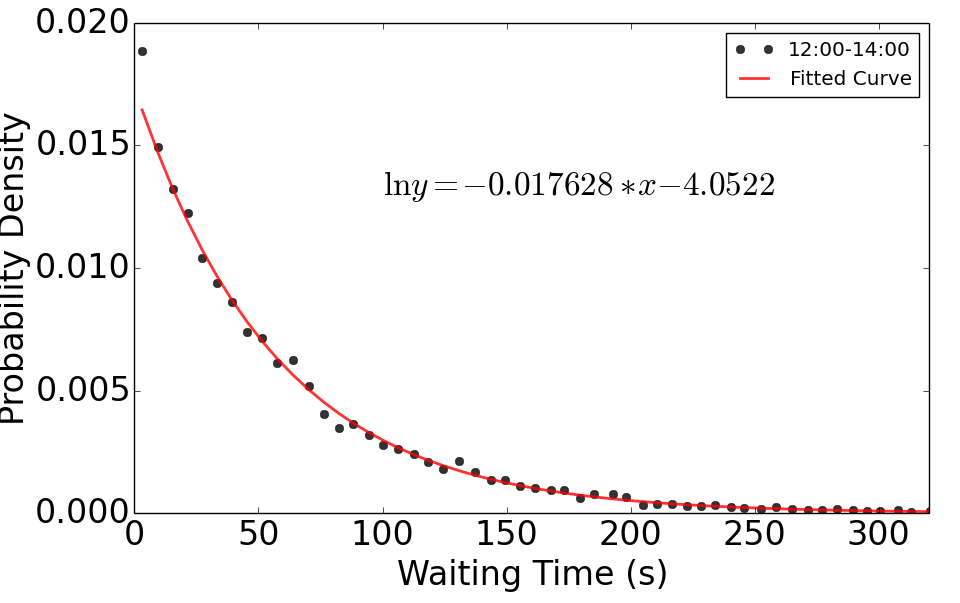 0.020
0.015
0.010
0.005
0.000
Probability Density
12:00-14:00
Fitted Curve
lny=−0.017628∗x−4.0522
0 50 100 150 200 250 300
Waiting Time (s)